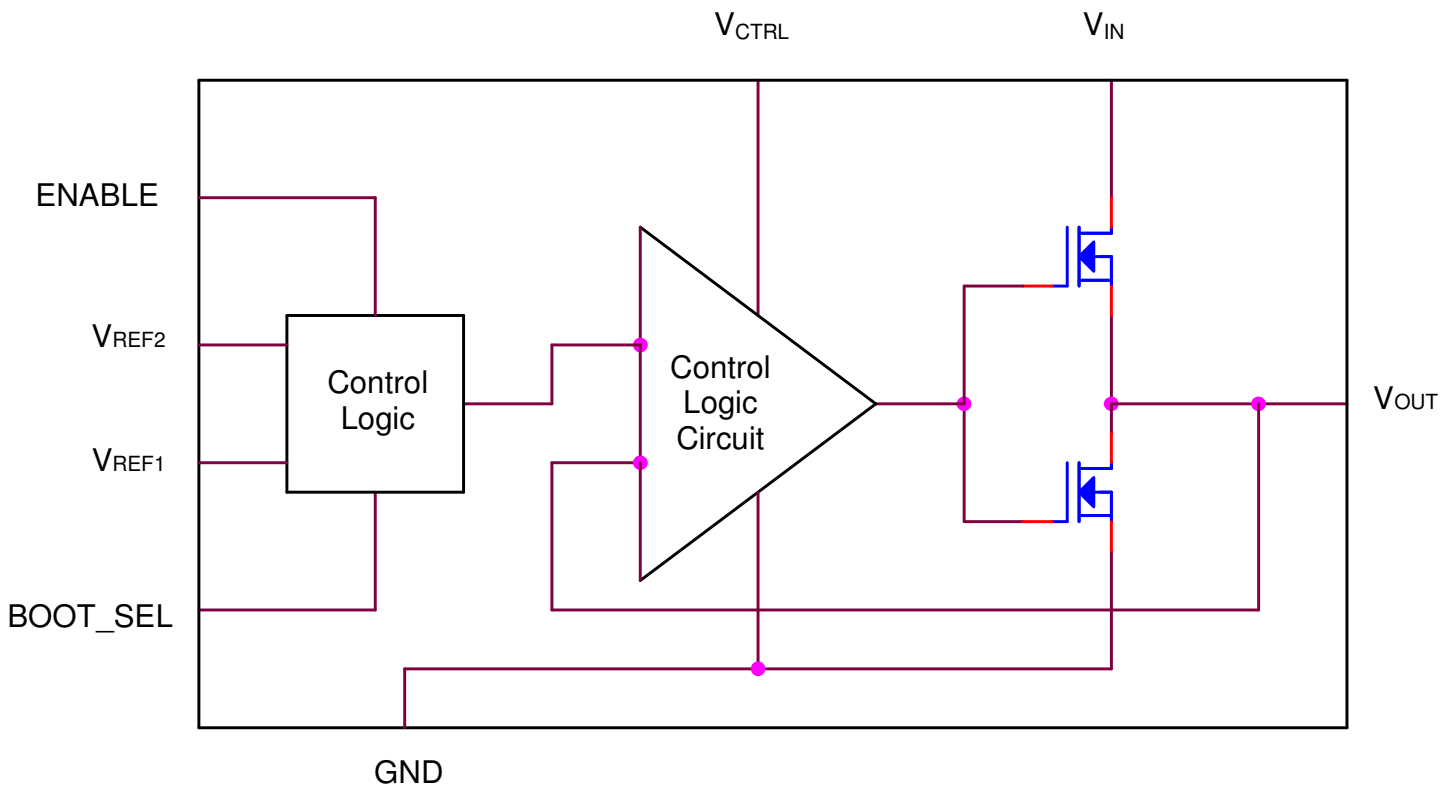 VCTRL
VIN
ENABLE
VREF2
Control
Logic
VREF1
BOOT_SEL
Control
Logic
Circuit
VOUT
GND